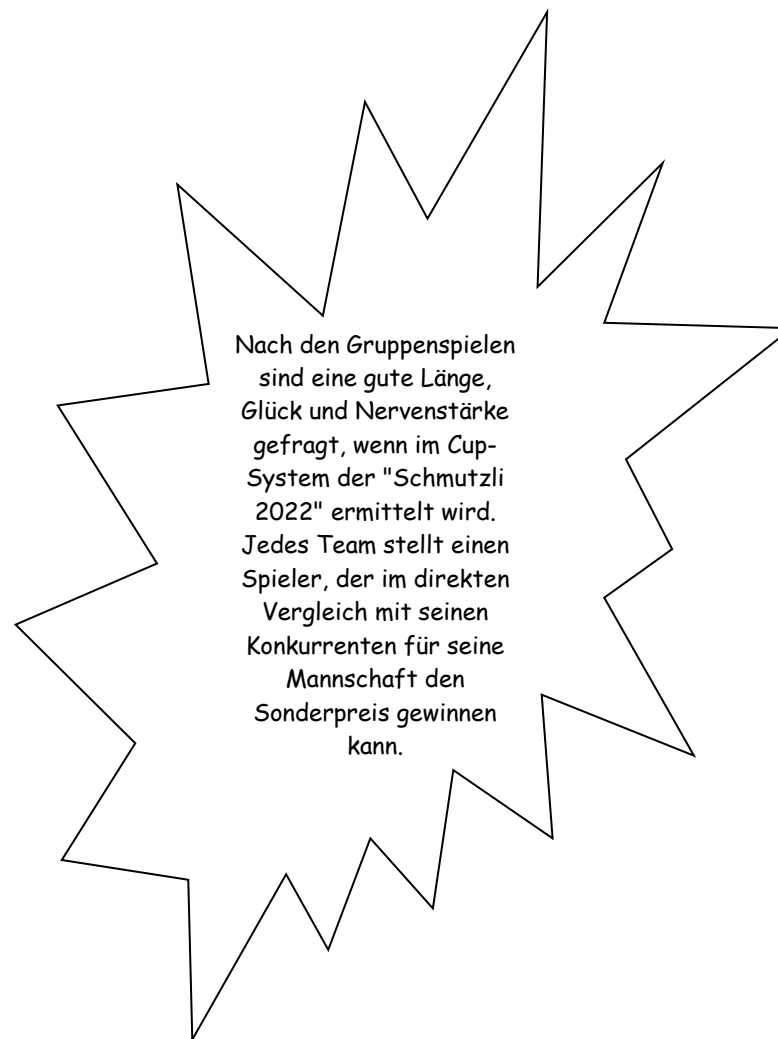 Nach den Gruppenspielen
sind eine gute Länge,
Glück und Nervenstärke
gefragt, wenn im Cup-
System der "Schmutzli
2022" ermittelt wird.
Jedes Team stellt einen
Spieler, der im direkten
Vergleich mit seinen
Konkurrenten für seine
Mannschaft den
Sonderpreis gewinnen
kann.